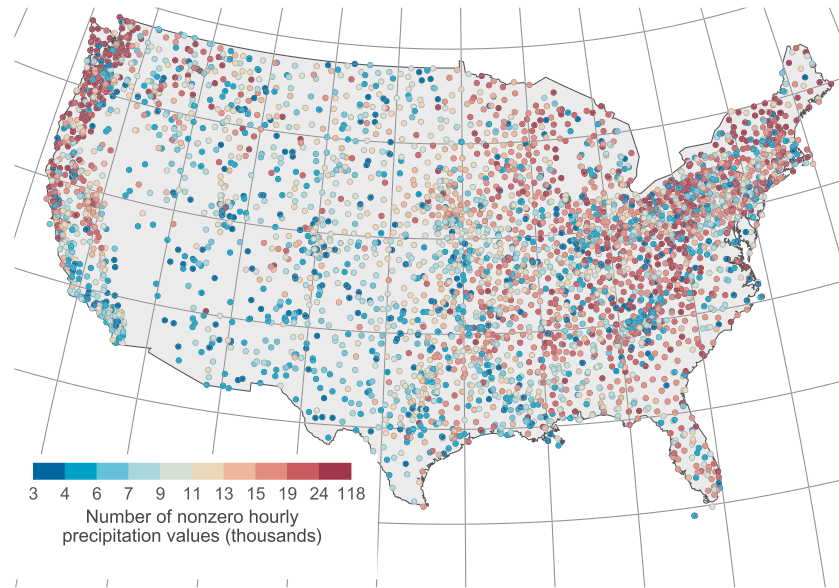 3 4 6 7 9 11 13 15 19 24 118
Number of nonzero hourly
precipitation values (thousands)